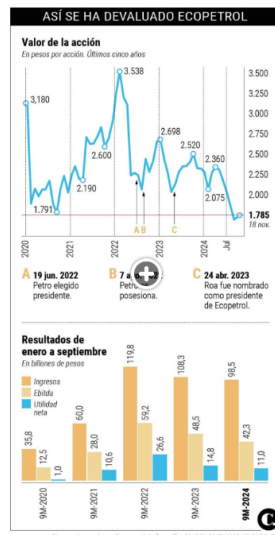 ASÍ SE HA DEVALUADO ECOPETROL
Valor de la acción
En pesos por acción. Últimos cinco años
3.538
3.500
3,180
3.250
3.000
2.698
2.750
2.600
2.520
2.500
2.360
2.190
2.250
2.075
2.000
1.791
1.785
18 nov.
A B
C
2020
2021
2022
2023
2024
Jul
A 19 jun. 2022
Petro elegido
presidente.
B 7
posesiona.
C 24 abr. 2023
Roa fue nombrado
como presidente
de Ecopetrol.
Resultados de
enero a septiembre
En billones de pesos
Ingresos
Ebitda
Utilidad
neta
35,8
12,5
1,0
60,0
28,0
10,6
119,8
59,2
26,6
108,3
48,5
14,8
98,5
42,3
11,0
9M-2020
9M-2021
9M-2022
9M-2023
9M-2024